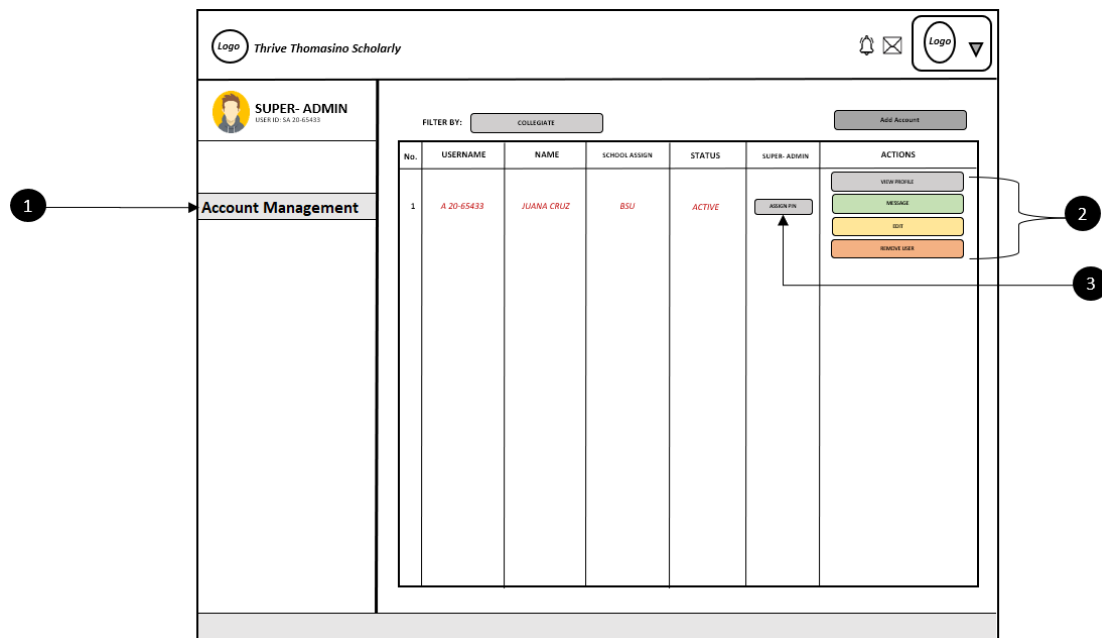 Logo
Thrive Thomasino Scholarly
Logo
SUPER- ADMIN
USER ID: SA 20-65433
FILTER BY:
COLLEGIATE
Add Account
No.
USERNAME
NAME
SCHOOL ASSIGN
STATUS
SUPER- ADMIN
ACTIONS
1
Account Management
1
A 20-65433
JUANA CRUZ
BSU
ACTIVE
ASSIGN PIN
VIEW PROFILE
MESSAGE
EDIT
REMOVE USER
2
3